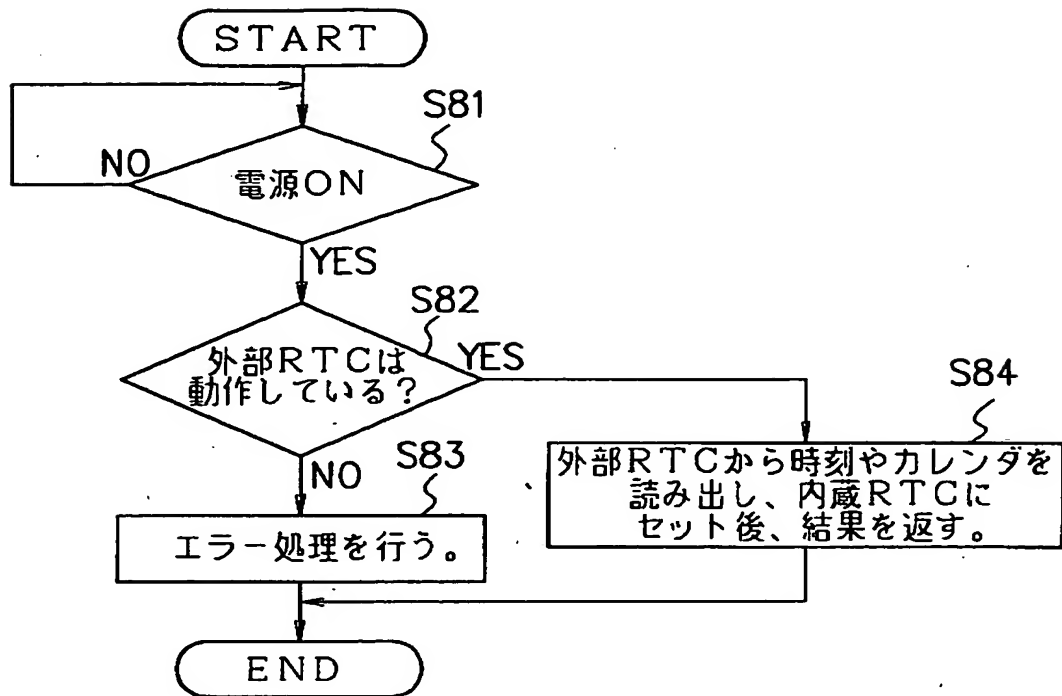 START
S81
NO
電源ON
YES
S82
外部RTCは
動作している?
YES
S84
NO
S83
外部RTCから時刻やカレンダを
読み出し、内蔵RTCに
セット後、結果を返す。
エラー処理を行う。
END